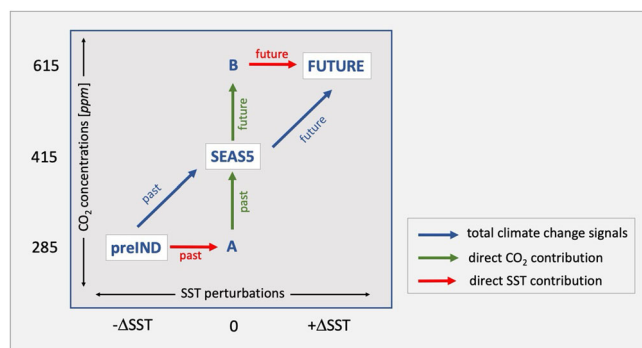 615
B
future
FUTURE
future
future
CO2 concentrations [ppm]
415
SEAS5
past
past
285
preIND
past
A
SST perturbations
-ΔSST
0
+ΔSST
total climate change signals
direct CO2 contribution
direct SST contribution